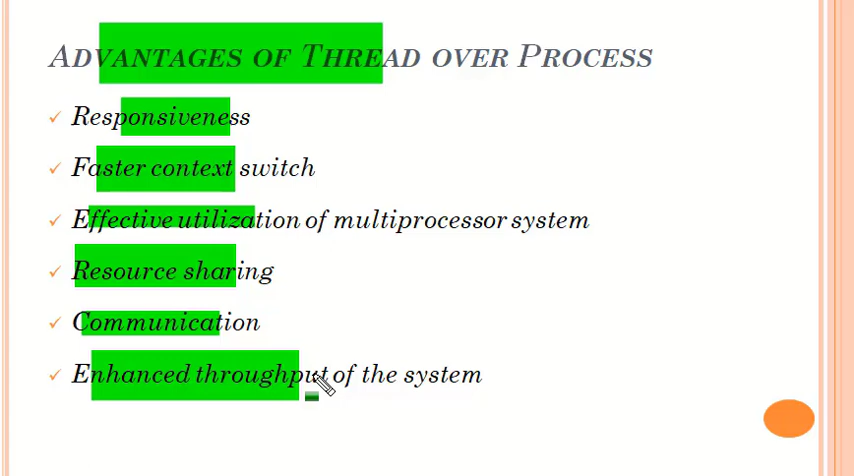 Advantages of Thread over Process
Responsiveness
Faster context switch
Effective utilization of multiprocessor system
Resource sharing
Communication
Enhanced throughput of the system